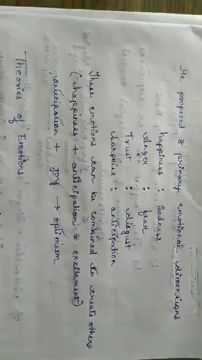 He proposed 8 primary emotional dimensions
happiness : Sadness
Anger : fear
Trust : disgust
surprise : anticipation
These emotions can be combined to create others
(happiness + anticipation = excitement)
anticipation + joy → optimism
Theories of Emotions